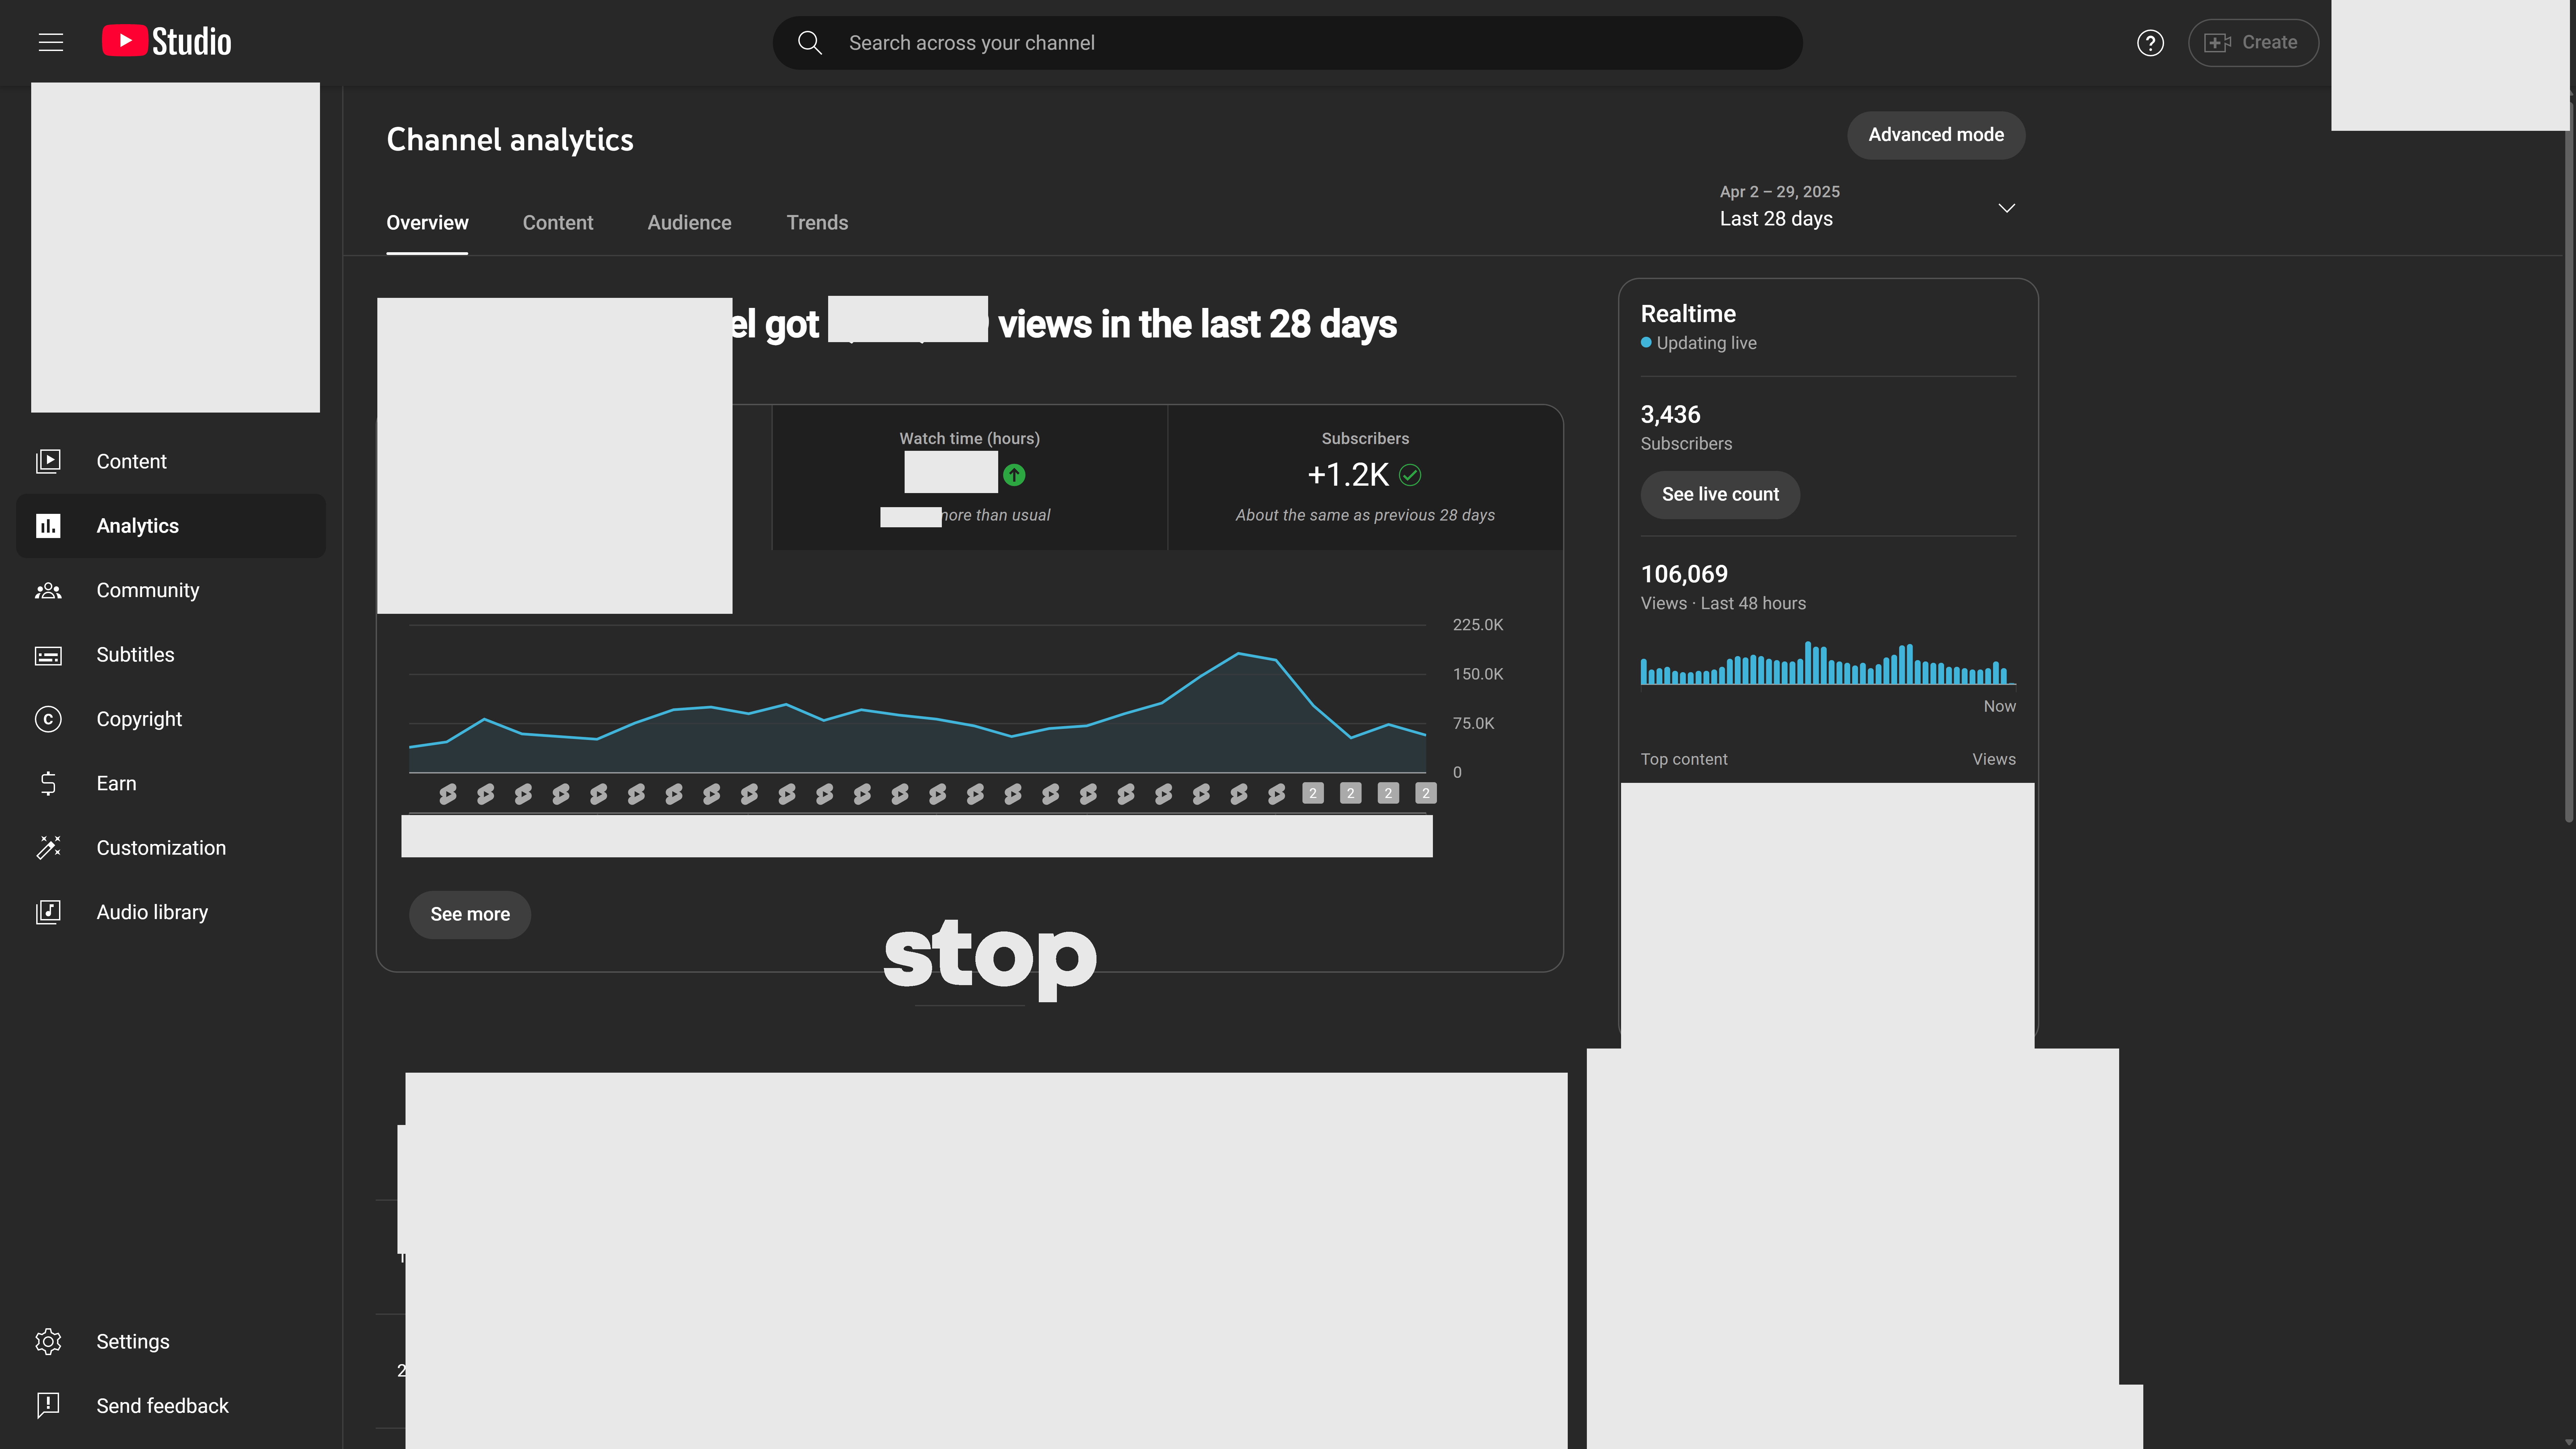 Studio
Search across your channel
Create
Channel analytics
Advanced mode
Apr 2 – 29, 2025
Last 28 days
Overview
Content
Audience
Trends
el got
views in the last 28 days
Watch time (hours)
more than usual
Subscribers
+1.2K
About the same as previous 28 days
225.0K
150.0K
75.0K
0
2
2
2
2
See more
stop
Realtime
Updating live
3,436
Subscribers
See live count
106,069
Views · Last 48 hours
Now
Top content
Views
Content
Analytics
Community
Subtitles
Copyright
Earn
Customization
Audio library
Settings
Send feedback
2